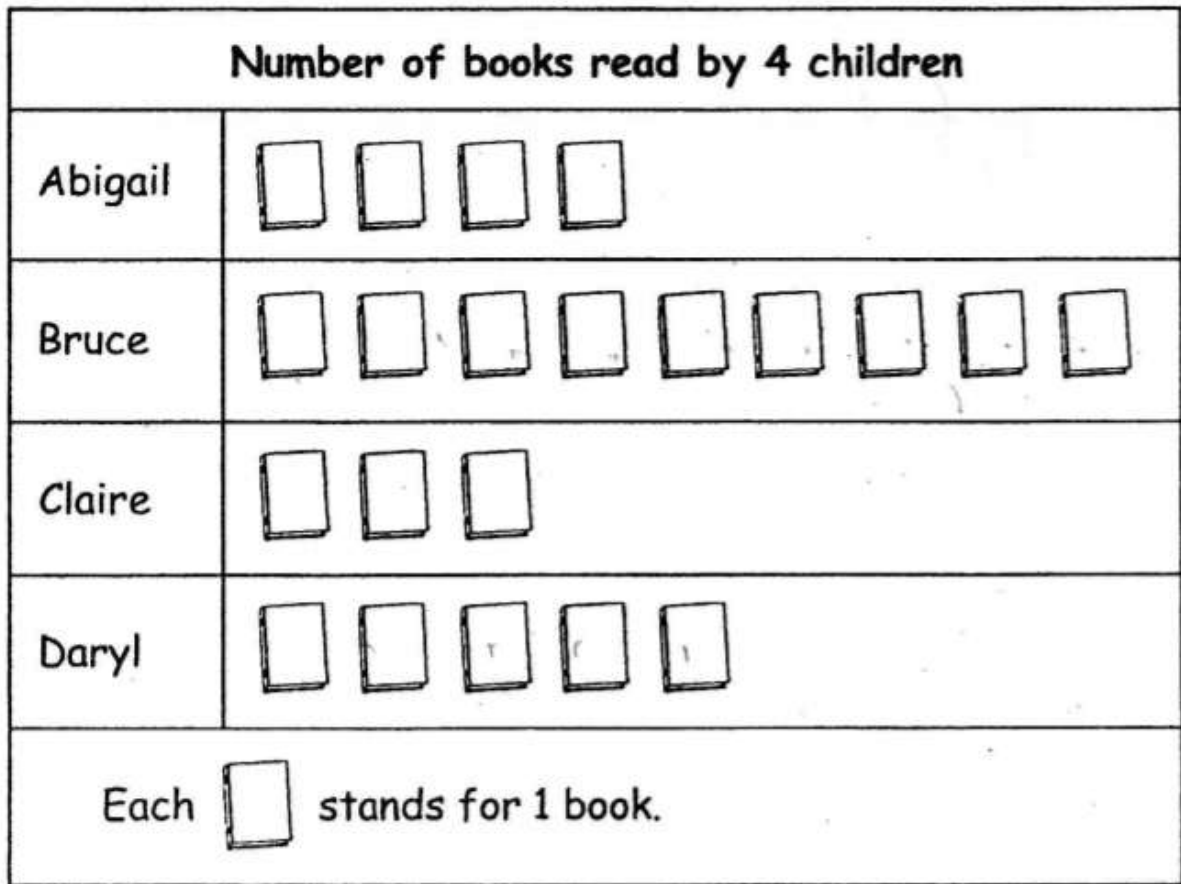 Number of books read by 4 children
Abigail
Bruce
Claire
Daryl
Each stands for 1 book.